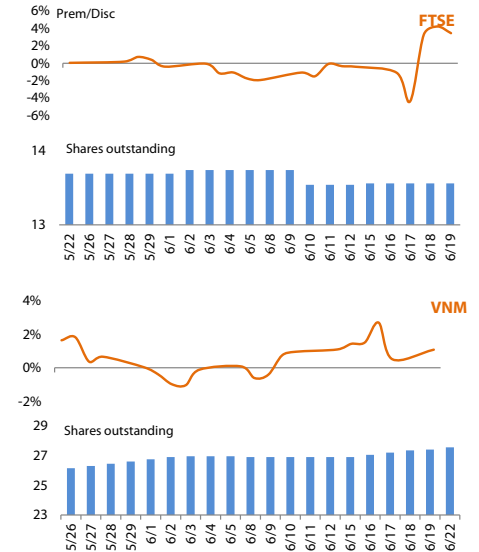 6% Prem/Disc FTSE
4%
2%
0%
-2%
-4%
-6%
14 Shares outstanding
13
5/22 5/26 5/27 5/28 5/29 6/1 6/2 6/3 6/4 6/5 6/8 6/9 6/10 6/11 6/12 6/15 6/16 6/17 6/18 6/19
4% VNM
2%
0%
-2%
29 Shares outstanding
27
25
23
5/26 5/27 5/28 5/29 6/1 6/2 6/3 6/4 6/5 6/8 6/9 6/10 6/11 6/12 6/15 6/16 6/17 6/18 6/19 6/22